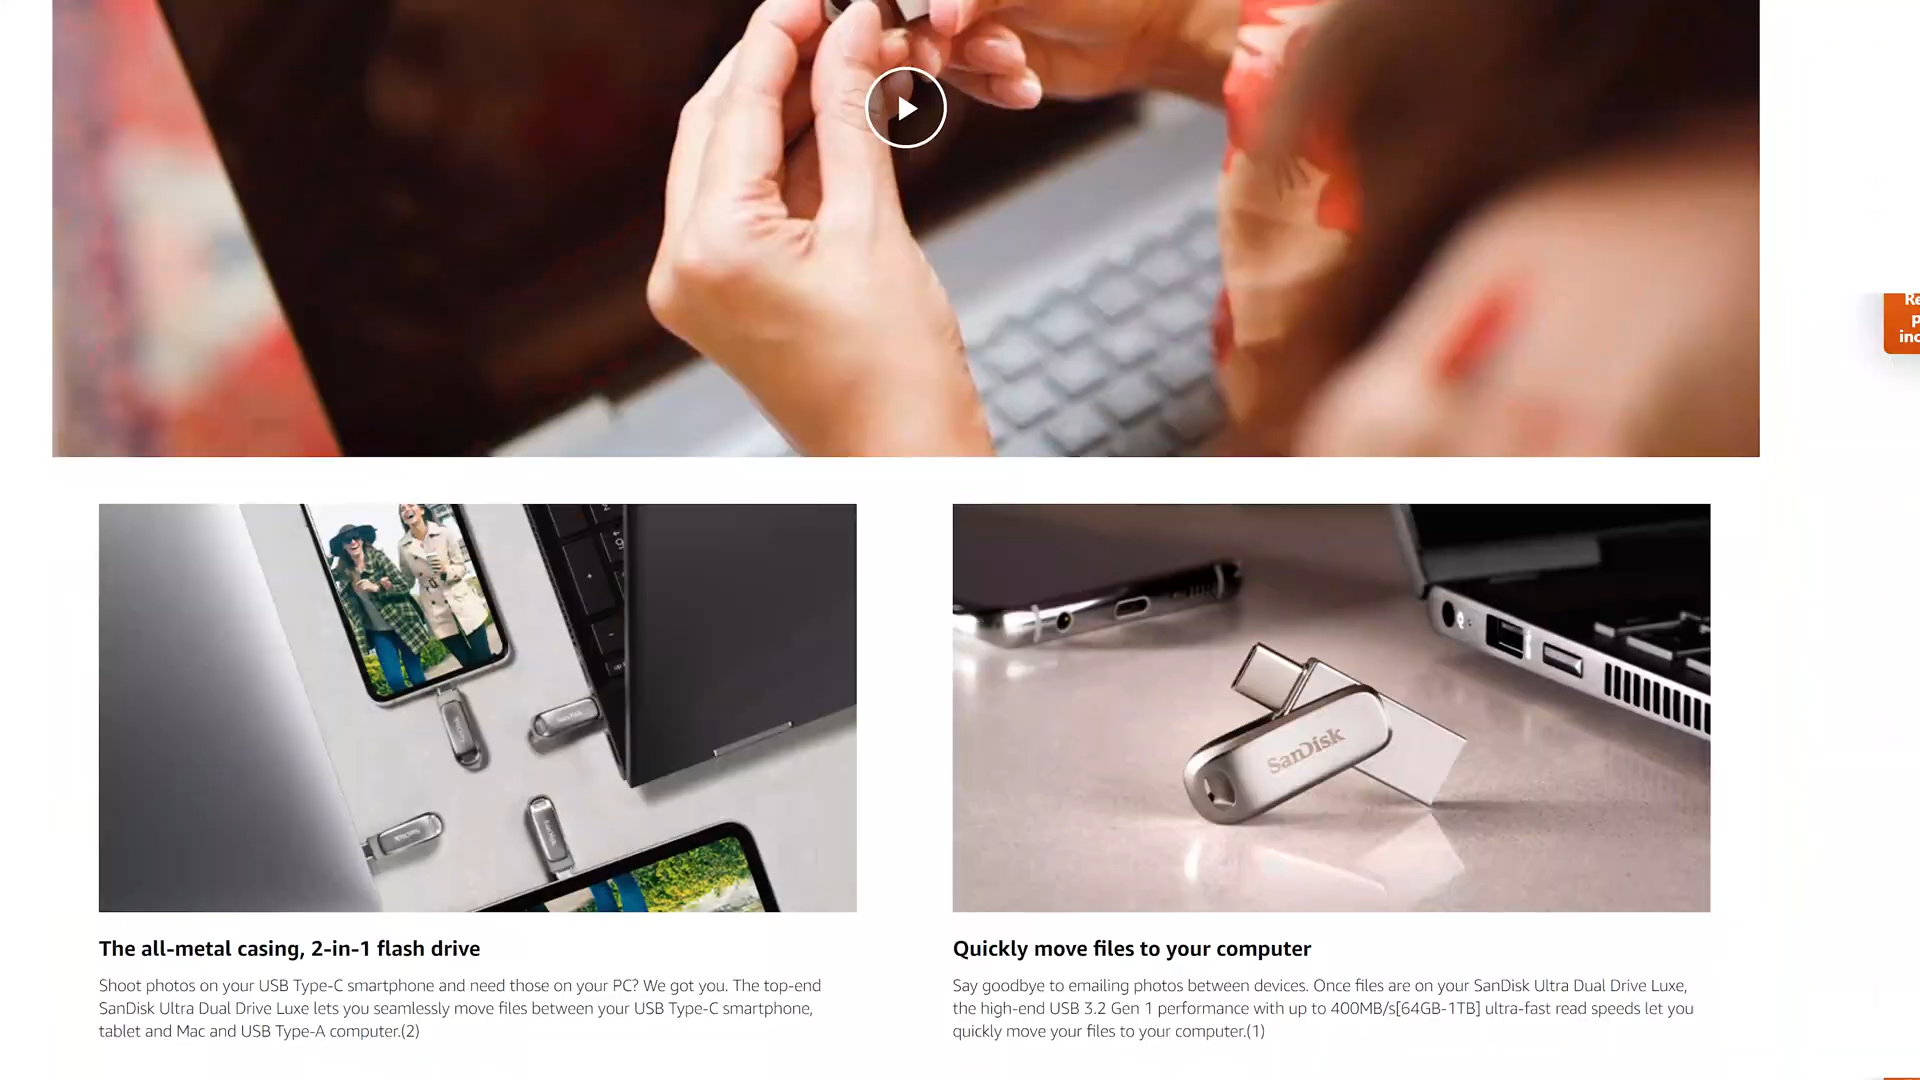 Re
p
inc
SanDisk
The all-metal casing, 2-in-1 flash drive
Shoot photos on your USB Type-C smartphone and need those on your PC? We got you. The top-end
SanDisk Ultra Dual Drive Luxe lets you seamlessly move files between your USB Type-C smartphone,
tablet and Mac and USB Type-A computer.(2)
Quickly move files to your computer
Say goodbye to emailing photos between devices. Once files are on your SanDisk Ultra Dual Drive Luxe,
the high-end USB 3.2 Gen 1 performance with up to 400MB/s[64GB-1TB] ultra-fast read speeds let you
quickly move your files to your computer.(1)